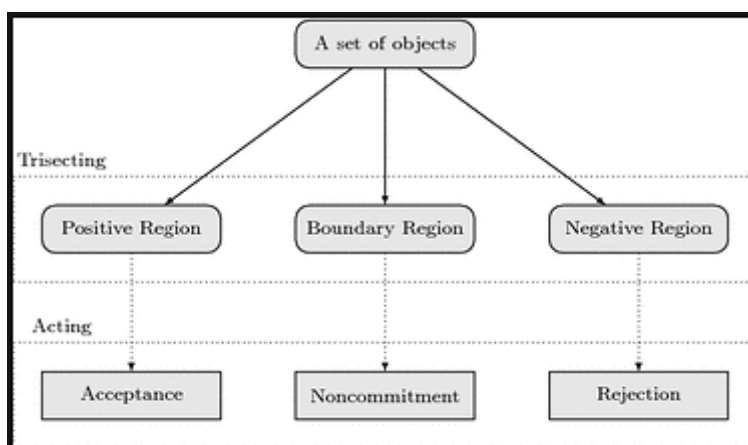 A set of objects
Trisecting
Positive Region
Boundary Region
Negative Region
Acting
Acceptance
Noncommitment
Rejection